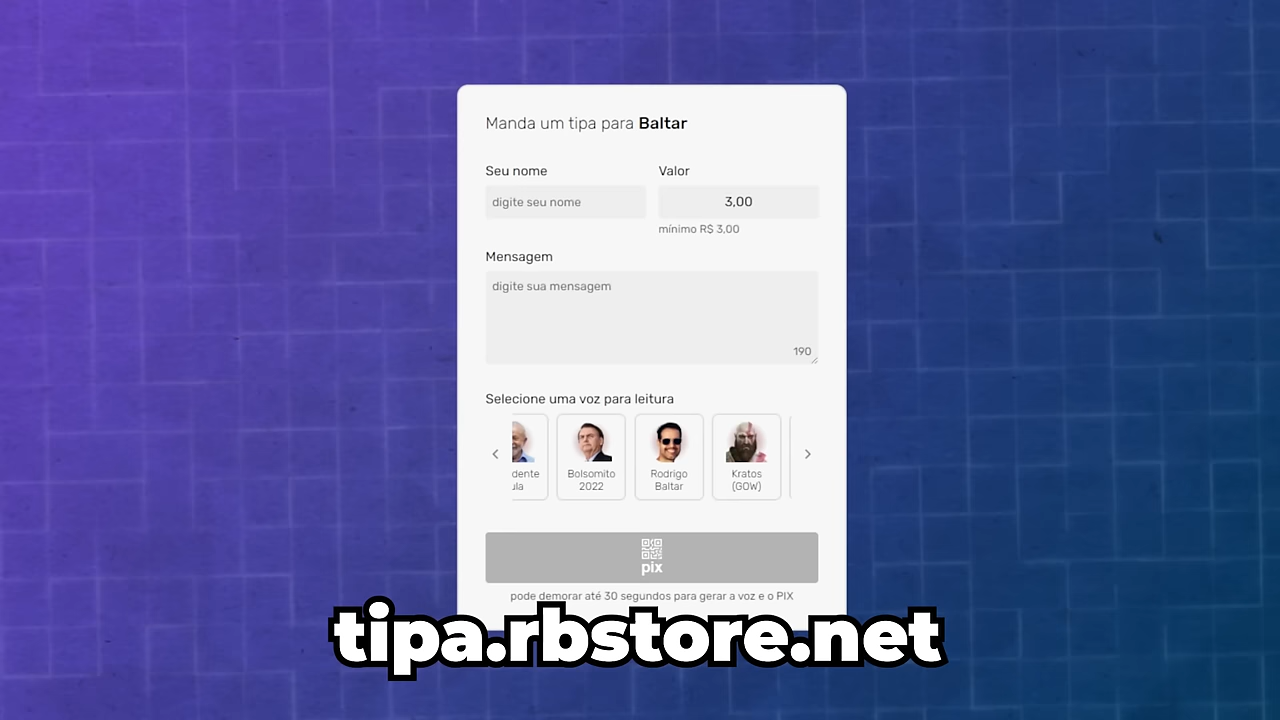 Manda um tipa para Baltar
Seu nome
Valor
digite seu nome
3,00
mínimo R$ 3,00
Mensagem
digite sua mensagem
190
Selecione uma voz para leitura
dente
ula
Bolsomito
2022
Rodrigo
Baltar
Kratos
(GOW)
pix
pode demorar até 30 segundos para gerar a voz e o PIX
tipa.rbstore.net